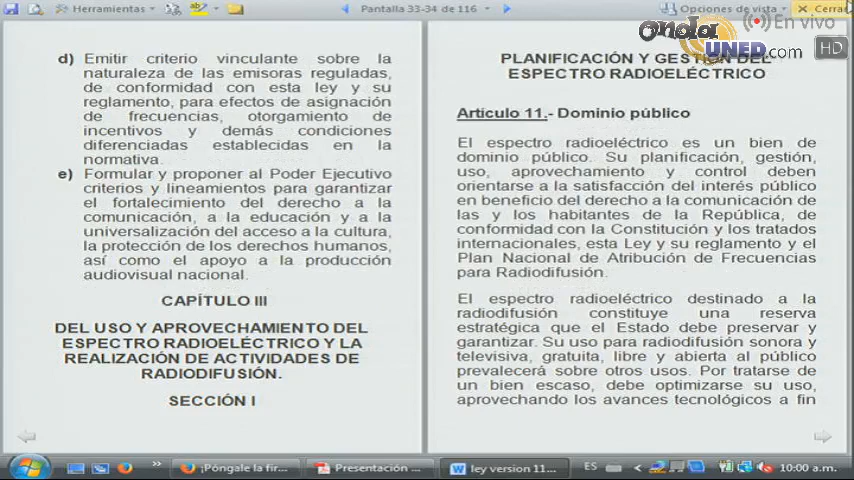 Herramientas
Pantalla 33-34 de 116
Opciones de vista
Cerrar
onda
UNED.com
En vivo
HD
d) Emitir criterio vinculante sobre la
naturaleza de las emisoras reguladas,
de conformidad con esta ley y su
reglamento, para efectos de asignación
de frecuencias, otorgamiento de
incentivos y demás condiciones
diferenciadas establecidas en la
normativa.
e) Formular y proponer al Poder Ejecutivo
criterios y lineamientos para garantizar
el fortalecimiento del derecho a la
comunicación, a la educación y a la
universalización del acceso a la cultura,
la protección de los derechos humanos,
así como el apoyo a la producción
audiovisual nacional.
CAPÍTULO III
DEL USO Y APROVECHAMIENTO DEL
ESPECTRO RADIOELÉCTRICO Y LA
REALIZACIÓN DE ACTIVIDADES DE
RADIODIFUSIÓN.
SECCIÓN I
PLANIFICACIÓN Y GESTIÓN DEL
ESPECTRO RADIOELÉCTRICO
Artículo 11.- Dominio público
El espectro radioeléctrico es un bien de
dominio público. Su planificación, gestión,
uso, aprovechamiento y control deben
orientarse a la satisfacción del interés público
en beneficio del derecho a la comunicación de
las y los habitantes de la República, de
conformidad con la Constitución y los tratados
internacionales, esta Ley y su reglamento y el
Plan Nacional de Atribución de Frecuencias
para Radiodifusión.
El espectro radioeléctrico destinado a la
radiodifusión constituye una reserva
estratégica que el Estado debe preservar y
garantizar. Su uso para radiodifusión sonora y
televisiva, gratuita, libre y abierta al público
prevalecerá sobre otros usos. Por tratarse de
un bien escaso, debe optimizarse su uso,
aprovechando los avances tecnológicos a fin
¡Póngale la fir...
Presentación ...
ley version 11...
ES
10:00 a.m.